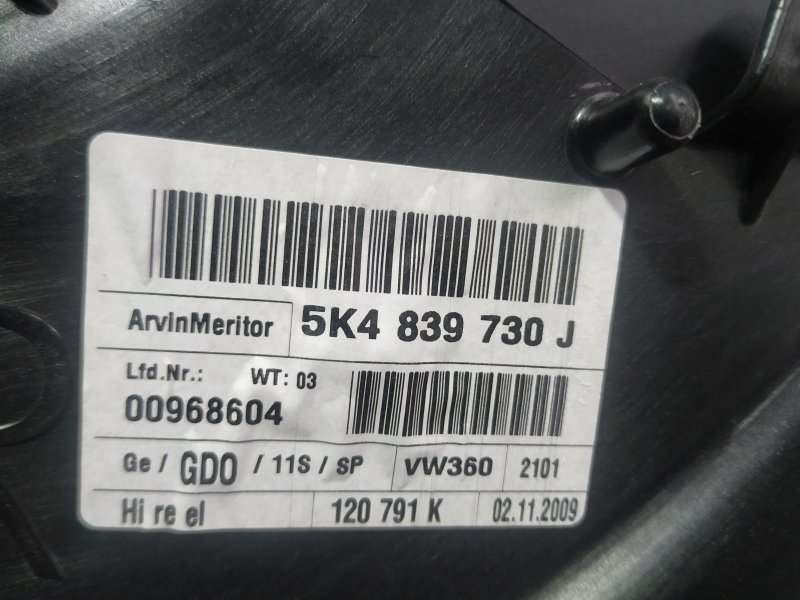 ArvinMeritor 5K4 839 730 J
Lfd.Nr.: WT: 03
00968604
Ge / GDO / 11S / SP VW360 2101
Hi re el 120 791 K 02.11.2009